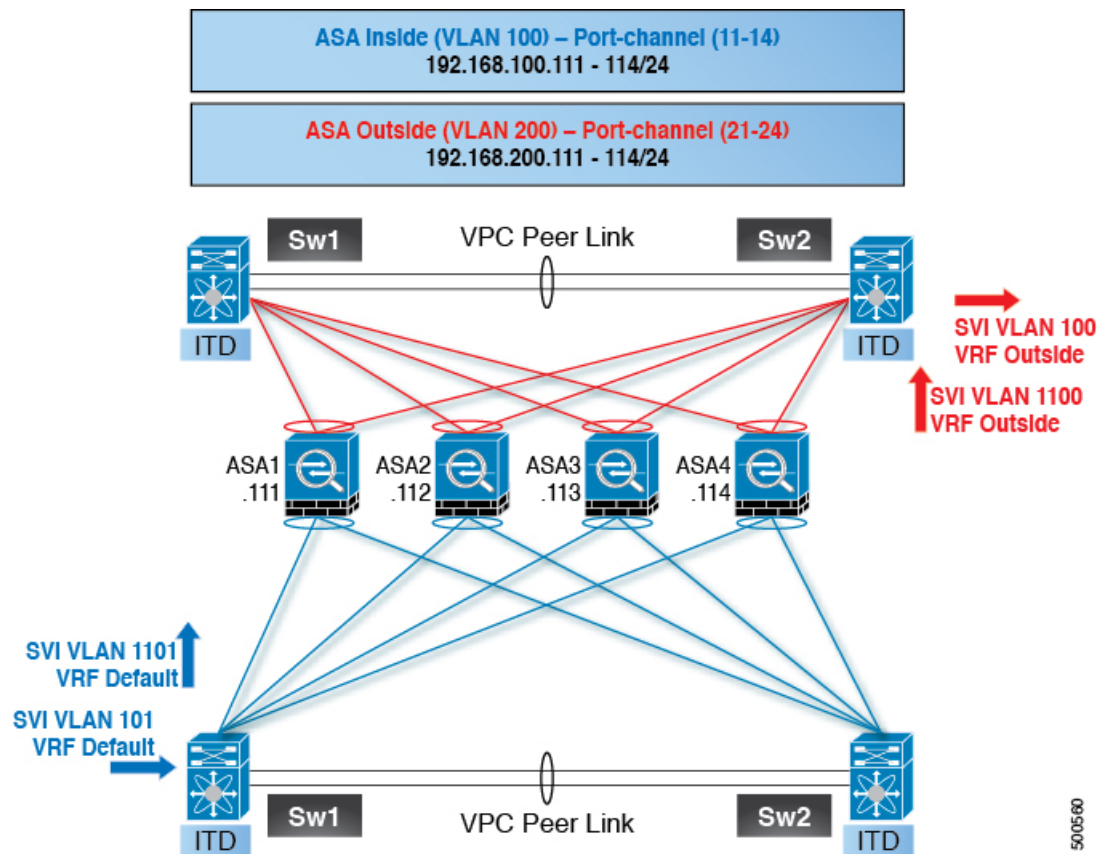 ASA Inside (VLAN 100) – Port-channel (11-14)
192.168.100.111 - 114/24
ASA Outside (VLAN 200) – Port-channel (21-24)
192.168.200.111 - 114/24
Sw1
VPC Peer Link
Sw2
ITD
ITD
SVI VLAN 100
VRF Outside
SVI VLAN 1100
VRF Outside
ASA1
.111
ASA2
.112
ASA3
.113
ASA4
.114
SVI VLAN 1101
VRF Default
SVI VLAN 101
VRF Default
Sw1
VPC Peer Link
Sw2
ITD
ITD
500560